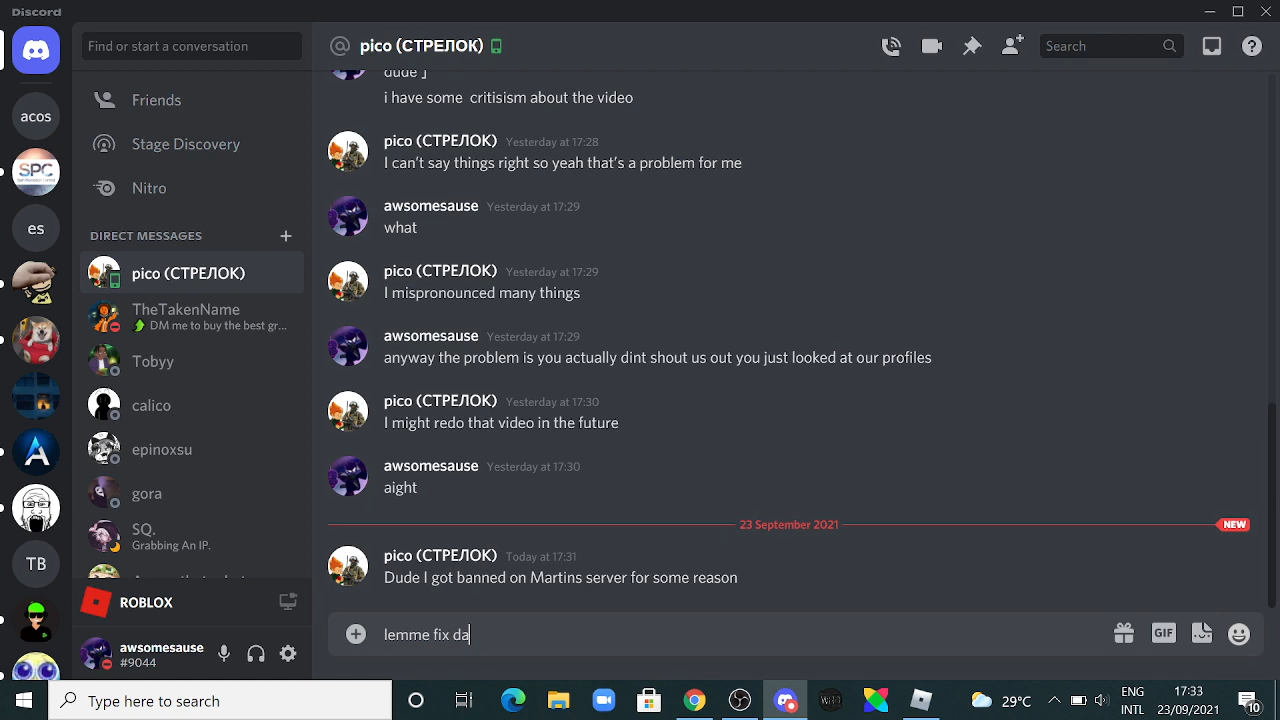 Discord
Find or start a conversation
pico (СТРЕЛОК)
Search
acos
SPC
es
TB
Friends
Stage Discovery
Nitro
DIRECT MESSAGES
pico (СТРЕЛОК)
TheTakenName
DM me to buy the best gr...
Tobyy
calico
epinoxsu
gora
SQ.
Grabbing An IP.
ROBLOX
awsomesause
#9044
dude ]
i have some critisism about the video
pico (СТРЕЛОК) Yesterday at 17:28
I can't say things right so yeah that's a problem for me
awsomesause Yesterday at 17:29
what
pico (СТРЕЛОК) Yesterday at 17:29
I mispronounced many things
awsomesause Yesterday at 17:29
anyway the problem is you actually dint shout us out you just looked at our profiles
pico (СТРЕЛОК) Yesterday at 17:30
I might redo that video in the future
awsomesause Yesterday at 17:30
aight
23 September 2021 NEW
pico (СТРЕЛОК) Today at 17:31
Dude I got banned on Martins server for some reason
lemme fix da
GIF
Type here to search
29°C
ENG
INTL
17:33
23/09/2021
10